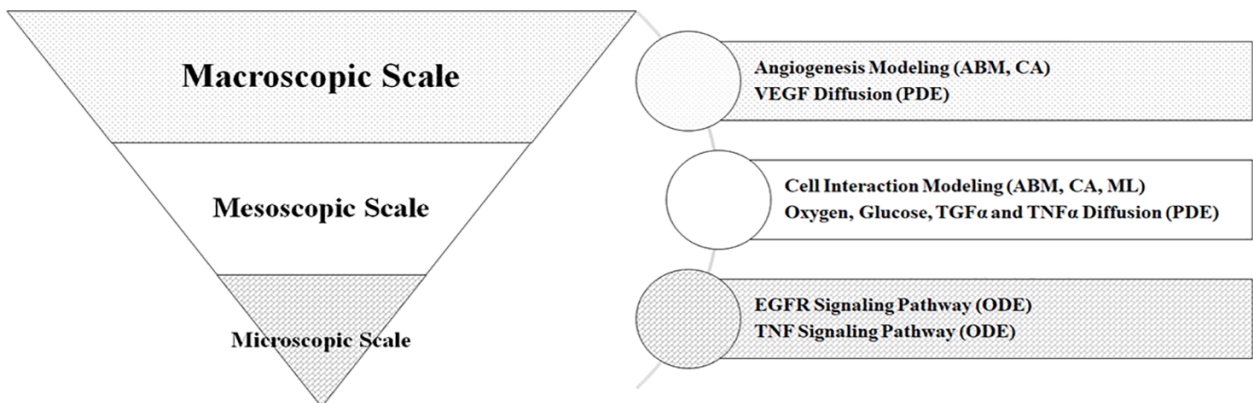 Macroscopic Scale
Angiogenesis Modeling (ABM, CA)
VEGF Diffusion (PDE)
Mesoscopic Scale
Cell Interaction Modeling (ABM, CA, ML)
Oxygen, Glucose, TGFα and TNFα Diffusion (PDE)
Microscopic Scale
EGFR Signaling Pathway (ODE)
TNF Signaling Pathway (ODE)